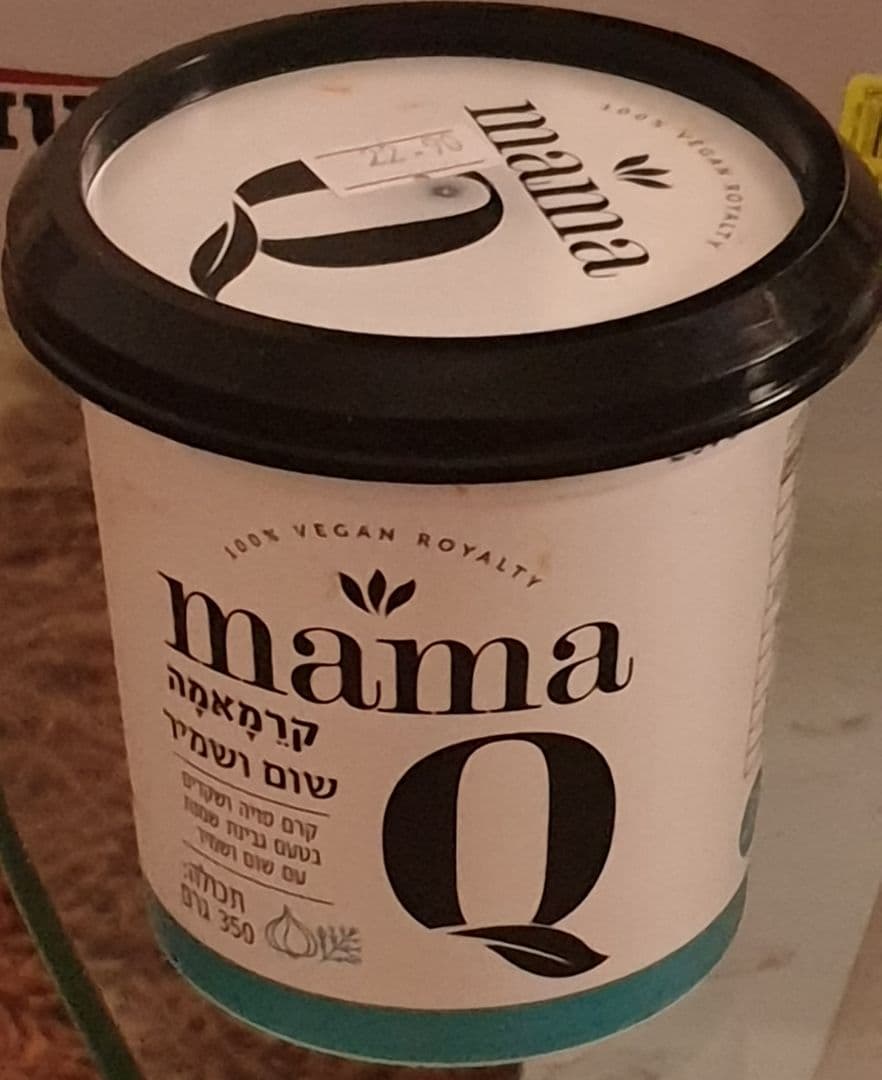 100% VEGAN ROYALTY
mama
22.90
Q
100% VEGAN ROYALTY
mama
קרֵמָאמָה
שום ושמיר
Q
קרם סויה ושקדים
בטעם גבינת שמנת
עם שום ושמיר
תכולה:
350 גרם